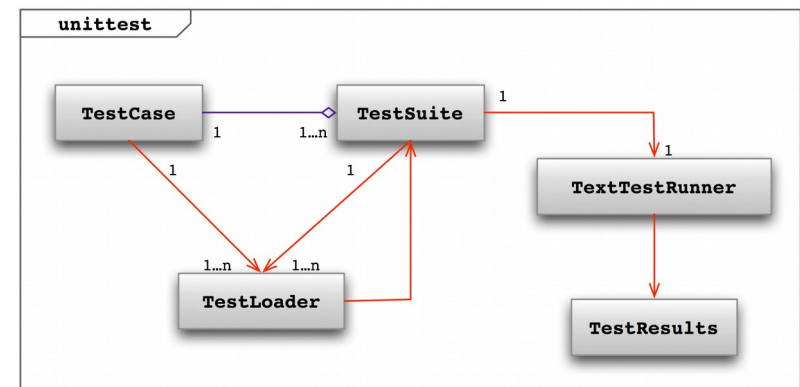 unittest
TestCase
1
1…n
TestSuite
1
1
TextTestRunner
1
1
1…n
1…n
TestLoader
TestResults